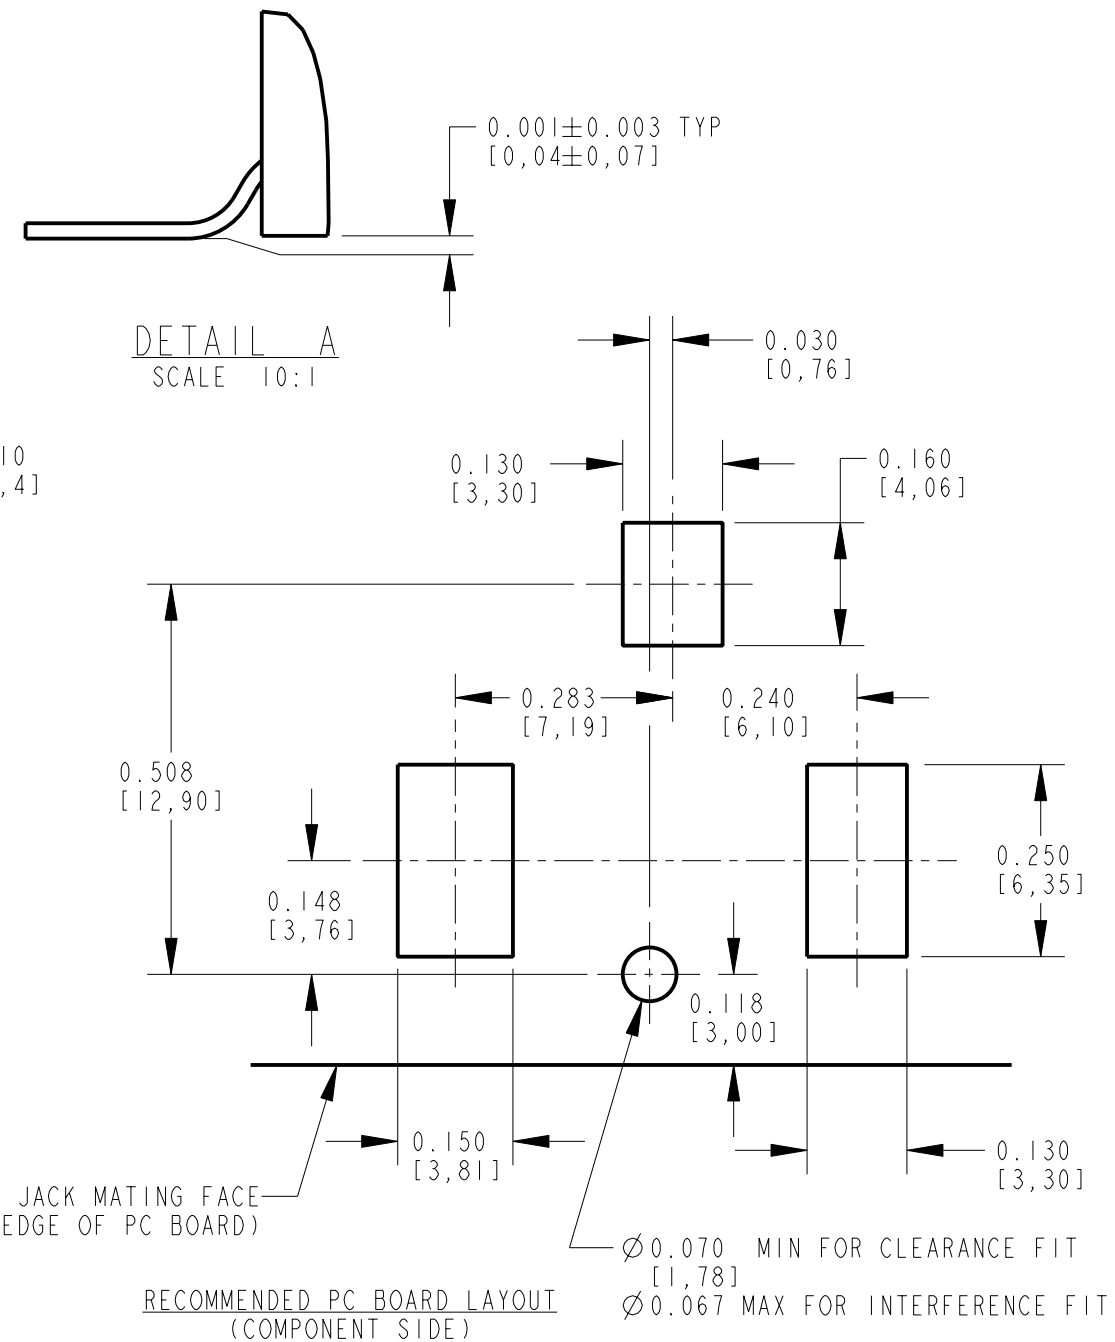 0.001±0.003 TYP
[0,04±0,07]
DETAIL A
SCALE 10:1
0.030
[0,76]
10
,4]
0.130
[3,30]
0.160
[4,06]
0.283
[7,19]
0.240
[6,10]
0.508
[12,90]
0.250
[6,35]
0.148
[3,76]
0.118
[3,00]
0.150
[3,81]
0.130
[3,30]
JACK MATING FACE
EDGE OF PC BOARD)
Ø0.070 MIN FOR CLEARANCE FIT
[1,78]
Ø0.067 MAX FOR INTERFERENCE FIT
RECOMMENDED PC BOARD LAYOUT
(COMPONENT SIDE)